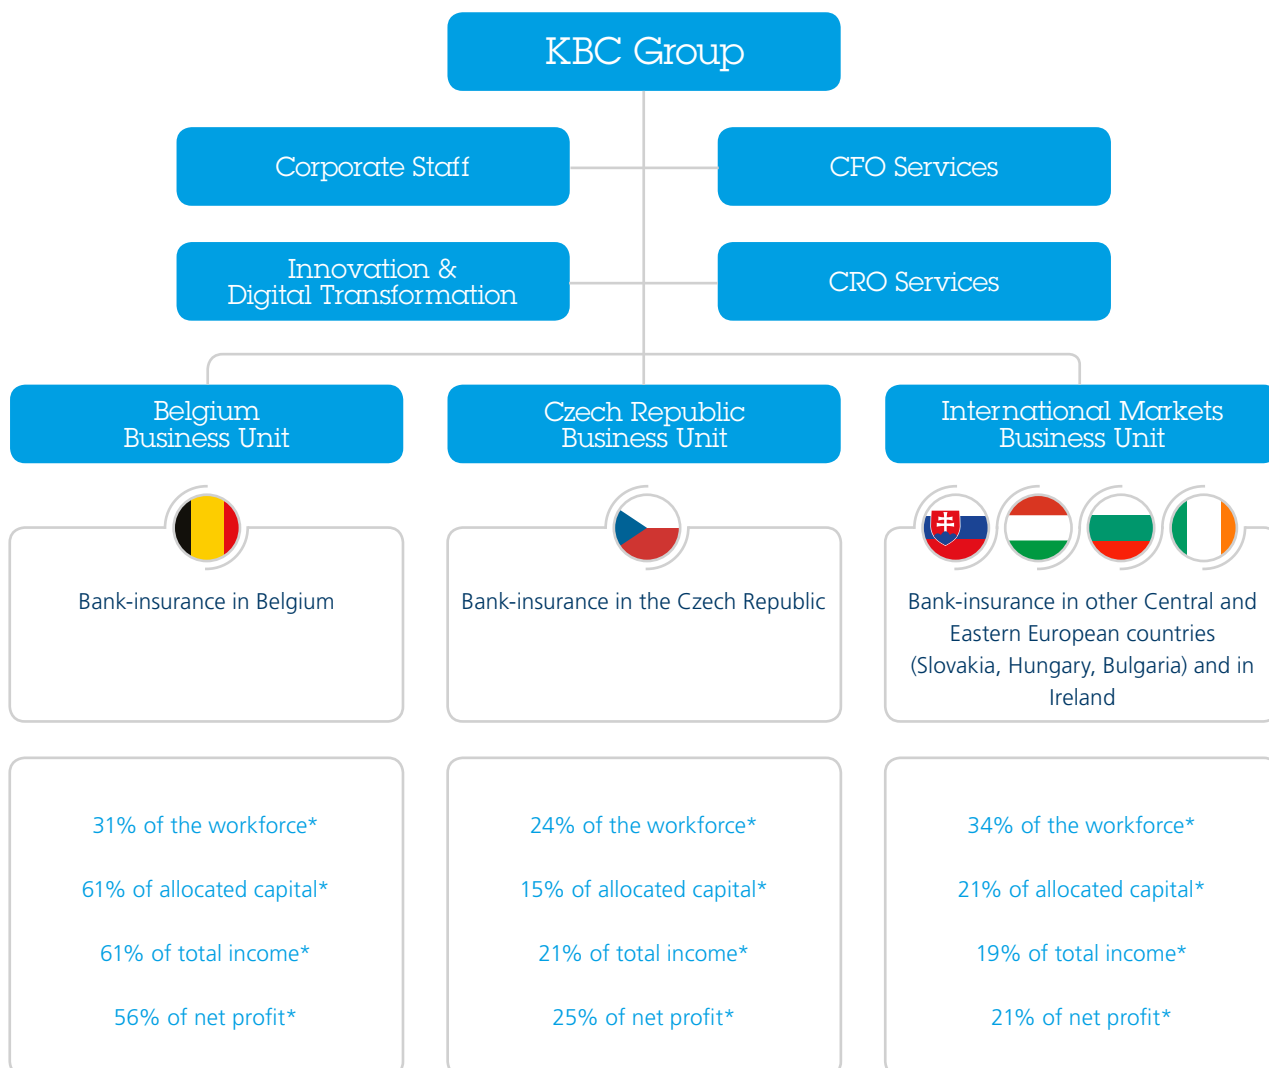 KBC Group
Corporate Staff
CFO Services
Innovation &
Digital Transformation
CRO Services
Belgium
Business Unit
Czech Republic
Business Unit
International Markets
Business Unit
Bank-insurance in Belgium
Bank-insurance in the Czech Republic
Bank-insurance in other Central and
Eastern European countries
(Slovakia, Hungary, Bulgaria) and in
Ireland
31% of the workforce*
61% of allocated capital*
61% of total income*
56% of net profit*
24% of the workforce*
15% of allocated capital*
21% of total income*
25% of net profit*
34% of the workforce*
21% of allocated capital*
19% of total income*
21% of net profit*